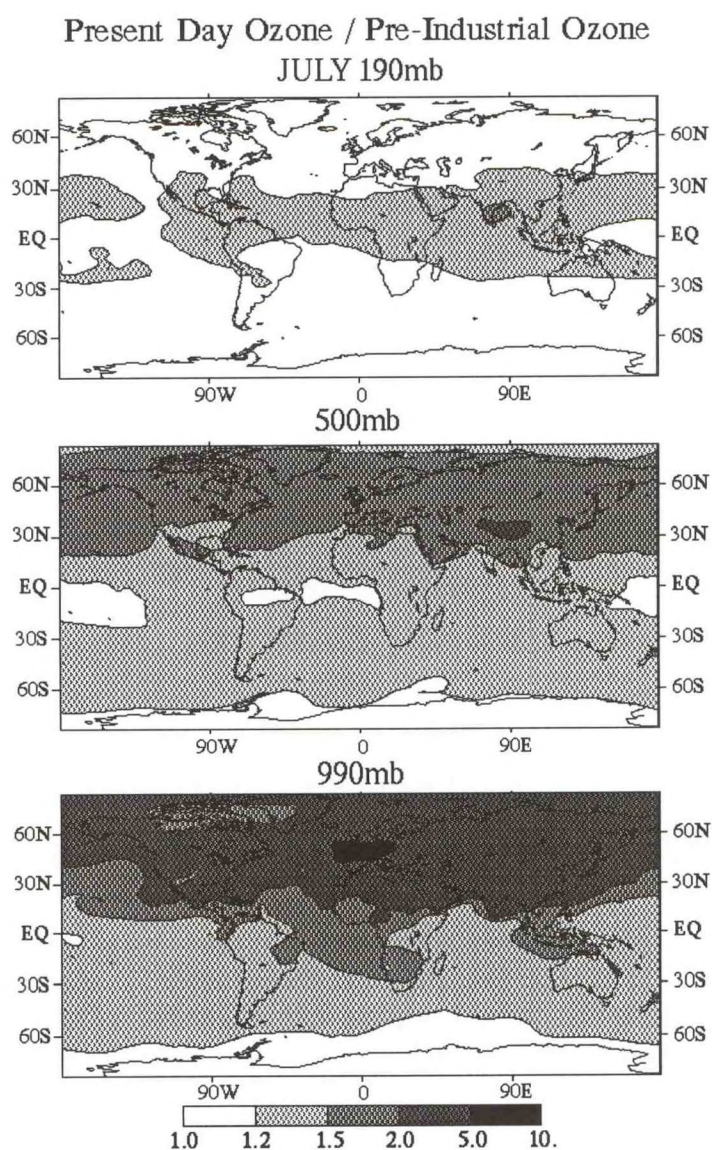 Present Day Ozone / Pre-Industrial Ozone
JULY 190mb
60N 60N
30N 30N
EQ EQ
30S 30S
60S 60S
90W 0 90E
500mb
60N 60N
30N 30N
EQ EQ
30S 30S
60S 60S
90W 0 90E
990mb
60N 60N
30N 30N
EQ EQ
30S 30S
60S 60S
90W 0 90E
1.0 1.2 1.5 2.0 5.0 10.